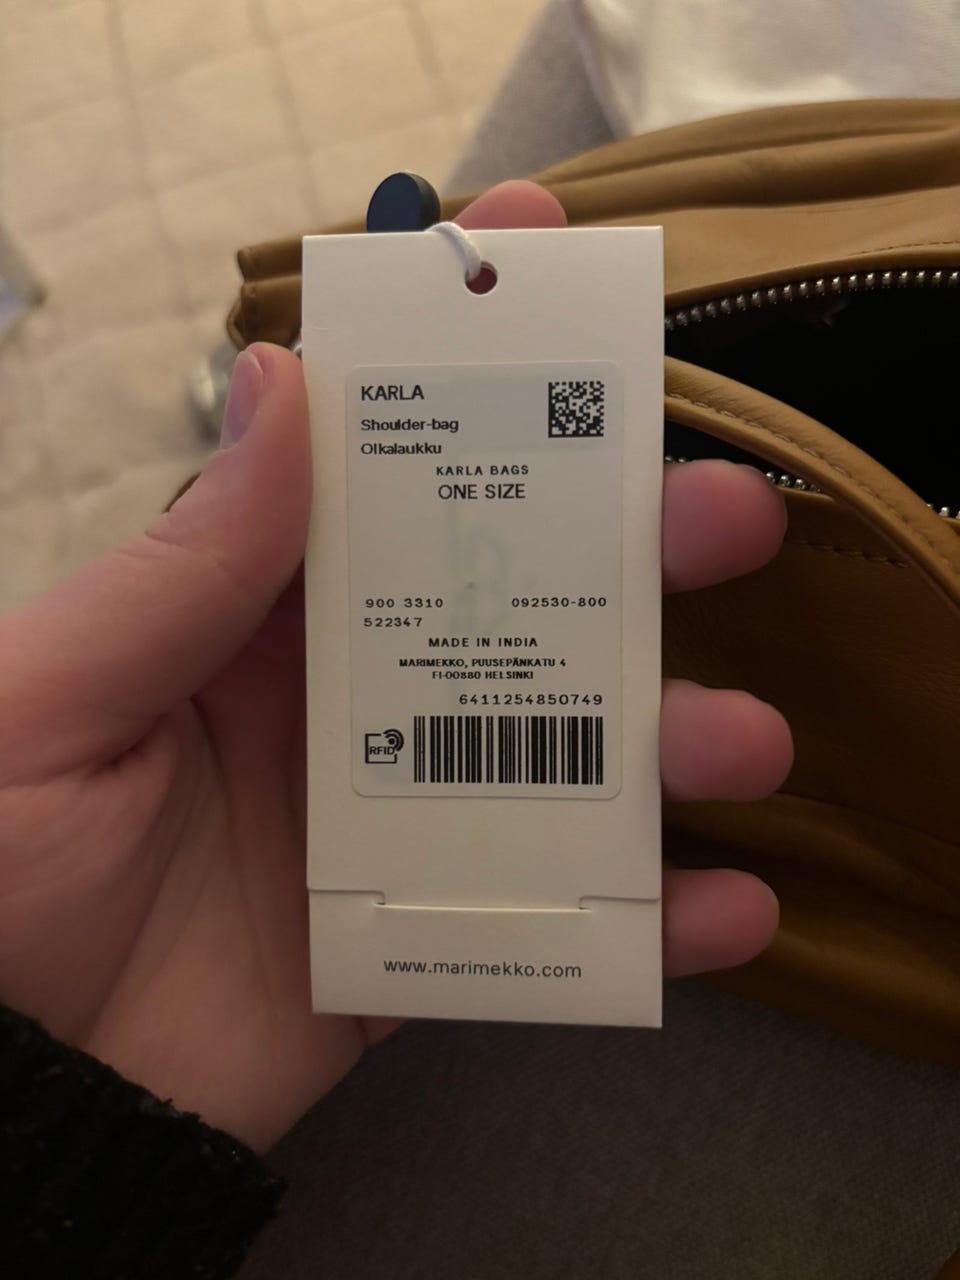 KARLA
Shoulder-bag
Olkalaukku
KARLA BAGS
ONE SIZE
900 3310
092530-800
522347
MADE IN INDIA
MARIMEKKO, PUUSEPÄNKATU 4
FI-00880 HELSINKI
6411254850749
RFID
www.marimekko.com